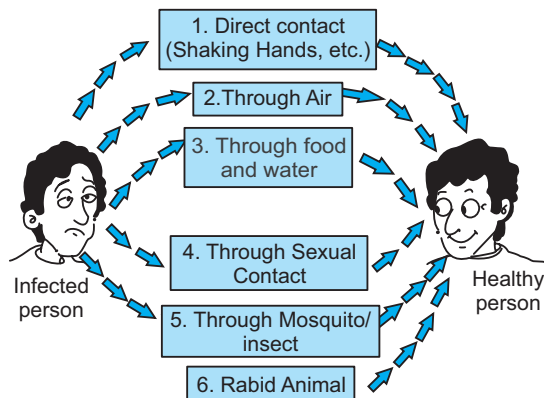 1. Direct contact
(Shaking Hands, etc.)
2.Through Air
3. Through food
and water
4. Through Sexual
Contact
Infected
person
Healthy
person
5. Through Mosquito/
insect
6. Rabid Animal